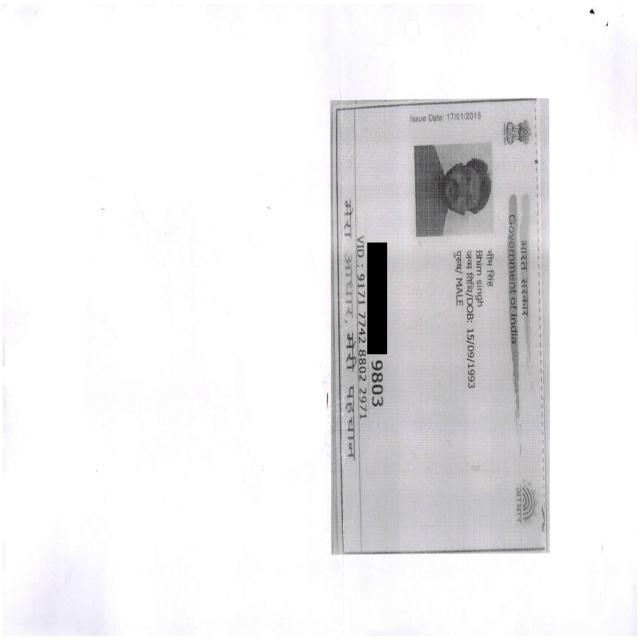 भारत सरकार
Government of India
Issue Date: 17/01/2015
भीम सिंह
Bhim singh
जन्म तिथि/DOB: 15/09/1993
पुरुष/ MALE
9803
VID : 9171 7742 8802 2971
मेरा आधार, मेरी पहचान
आधार